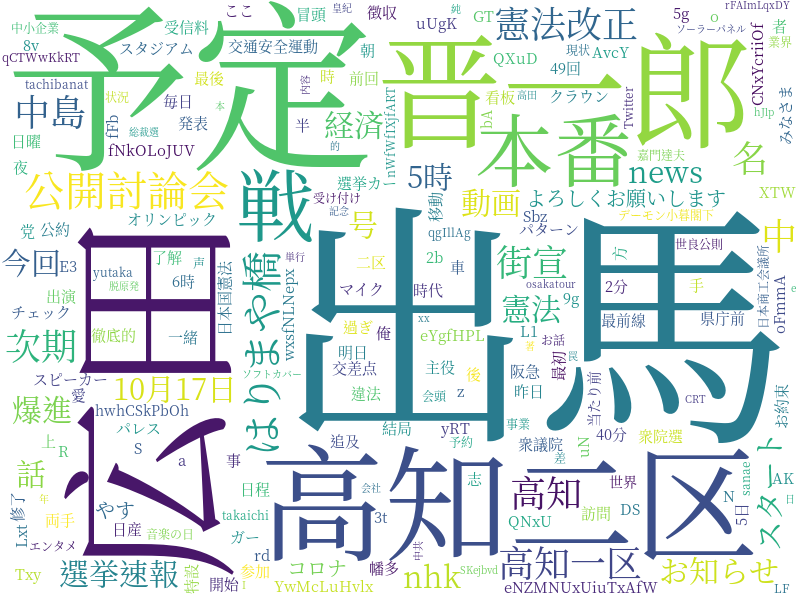 中小企業
8v
qCTWwKkRT
tachibanat
中島
日曜
夜
予定
受信料
スタジアム
状況
総裁選
最後
毎日
発表
fFb
fNkOLoJUV
ここ
冒頭
皇紀
徴収
交通安全運動
朝
時
前回
内容
本
半
経済
選挙カー
nWfWfIXjfART
的
晋一郎
uUgK
純
GT
憲法改正
QXuD
現状
AvcY
49回
看板
高田
クラウン
bA
本番
Twitter
嘉門達夫
5g
o
rFAImLqxDY
ソーラーパネル
者
業界
CNxYcriiOf
hJlp
みなさま
名
news
XTW
公開討論会
戦
5時
動画
よろしくお願いします
オリンピック
党
公約
今回
E3
yutaka
脱原発
了解
声
6時
日本国憲法
出演
チェック
次期
徹底的
一緒
スピーカー
愛
10月17日
広田
受け付け
記念
号
単行
二区
はりまや橋
wxsfNLNepx
ソフトカバー
マイク
時代
移動
qgIllAg
2b
車
過ぎ
俺
xx
明日
交差点
違法
eYgfHPL
主役
会頭
z
後
出馬
Sbz
パターン
デーモン小暮閣下
世良公則
街宣
osakatour
憲法
9g
方
2分
手
日本商工会議所
e
oFmmA
中
L1
お話
最前線
県庁前
阪急
昨日
最初
関
当たり前
CRT
お約束
爆進
hwhCSkPbOh
上
R
パレス
S
a
事
話
結局
yRT
予約
事業
衆議院
差
uN
40分
衆院選
スタート
sanae
AK
日
追及
志
世界
N
5日
DS
高知二区
高知
QNxU
訪問
やす
日産
音楽の日
日程
takaichi
会社
3t
中共
SKejbvd
高知一区
eNZMNUxUiuTxAfW
お知らせ
LF
Lxt
修了
年
両手
エンタメ
Txy
選挙速報
特設
ガー
rd
開始
参加
I
コロナ
YwMcLuHvlx
幡多
nhk